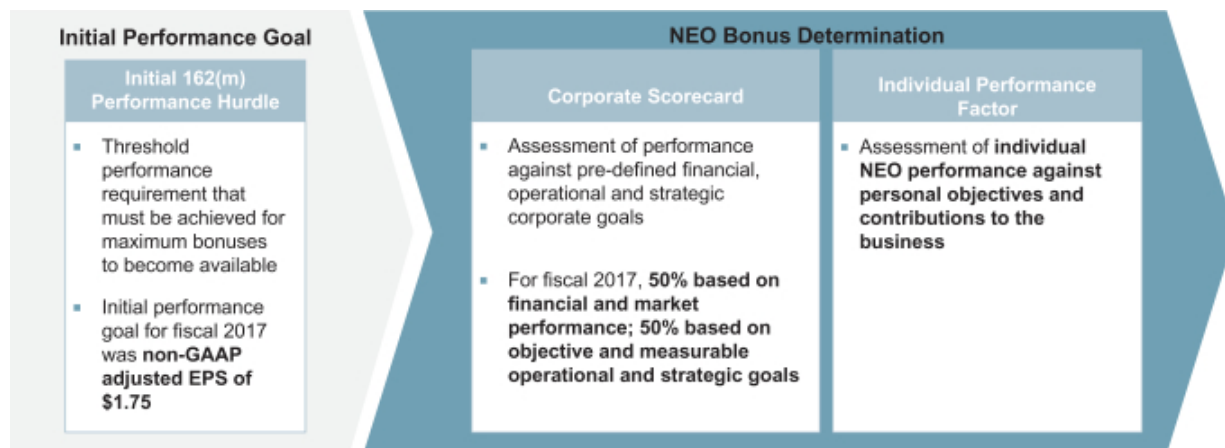 Initial Performance Goal
Initial 162(m)
Performance Hurdle
▪ Threshold
performance
requirement that
must be achieved for
maximum bonuses
to become available
▪ Initial performance
goal for fiscal 2017
was non-GAAP
adjusted EPS of
$1.75
NEO Bonus Determination
Corporate Scorecard
▪ Assessment of performance
against pre-defined financial,
operational and strategic
corporate goals
▪ For fiscal 2017, 50% based on
financial and market
performance; 50% based on
objective and measurable
operational and strategic goals
Individual Performance
Factor
▪ Assessment of individual
NEO performance against
personal objectives and
contributions to the
business